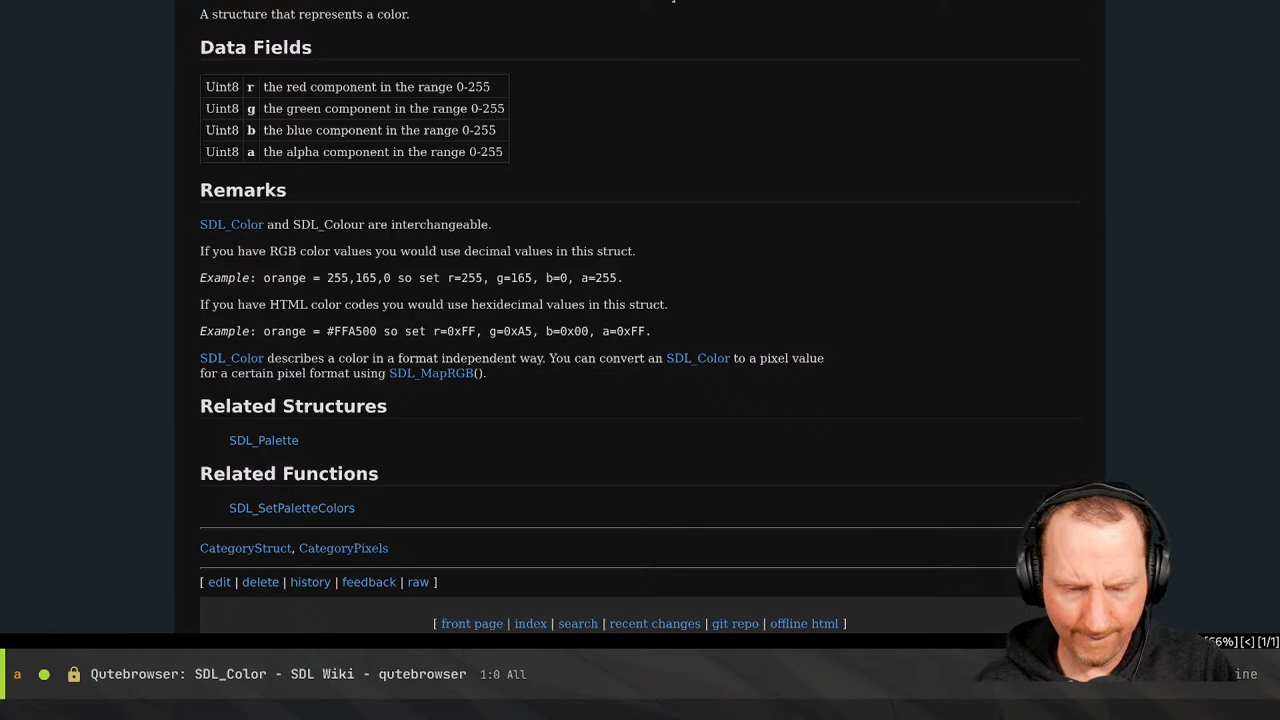 A structure that represents a color.
Data Fields
Uint8 r the red component in the range 0-255
Uint8 g the green component in the range 0-255
Uint8 b the blue component in the range 0-255
Uint8 a the alpha component in the range 0-255
Remarks
SDL_Color and SDL_Colour are interchangeable.
If you have RGB color values you would use decimal values in this struct.
Example: orange = 255,165,0 so set r=255, g=165, b=0, a=255.
If you have HTML color codes you would use hexidecimal values in this struct.
Example: orange = #FFA500 so set r=0xFF, g=0xA5, b=0x00, a=0xFF.
SDL_Color describes a color in a format independent way. You can convert an SDL_Color to a pixel value
for a certain pixel format using SDL_MapRGB().
Related Structures
SDL_Palette
Related Functions
SDL_SetPaletteColors
CategoryStruct, CategoryPixels
[ edit | delete | history | feedback | raw ]
[ front page | index | search | recent changes | git repo | offline html ]
[<][1/1]
a Qutebrowser: SDL_Color - SDL Wiki - qutebrowser 1:0 All